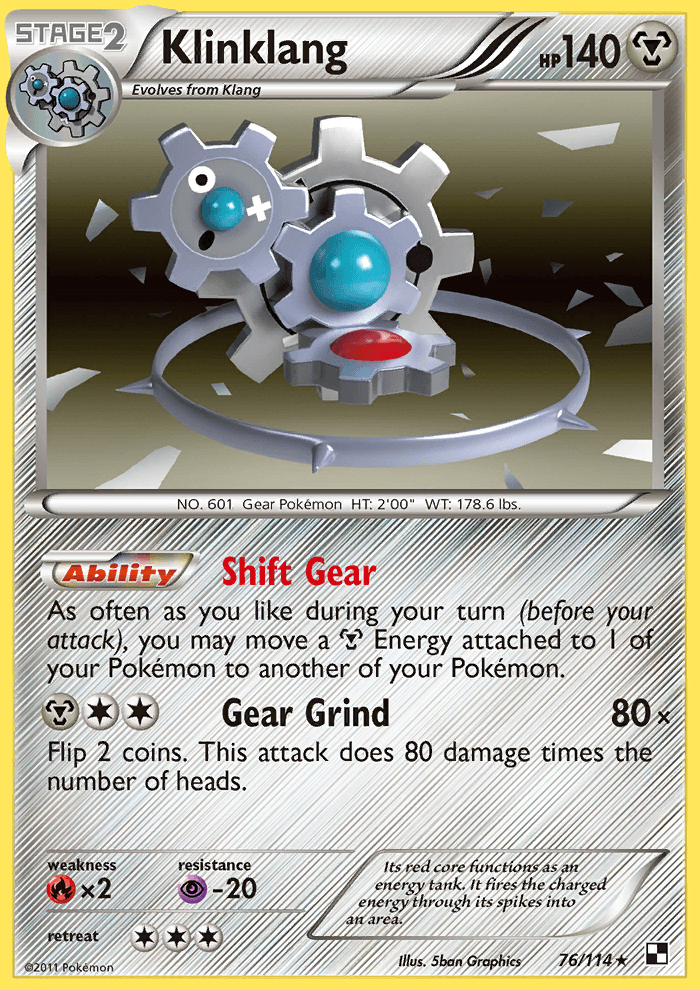 STAGE2
Klinklang
HP140
Evolves from Klang
NO. 601 Gear Pokémon HT: 2'00" WT: 178.6 lbs.
Ability Shift Gear
As often as you like during your turn (before your
attack), you may move a Energy attached to 1 of
your Pokémon to another of your Pokémon.
Gear Grind 80×
Flip 2 coins. This attack does 80 damage times the
number of heads.
weakness
×2
resistance
-20
retreat
Its red core functions as an
energy tank. It fires the charged
energy through its spikes into
an area.
©2011 Pokémon
Illus. 5ban Graphics
76/114★